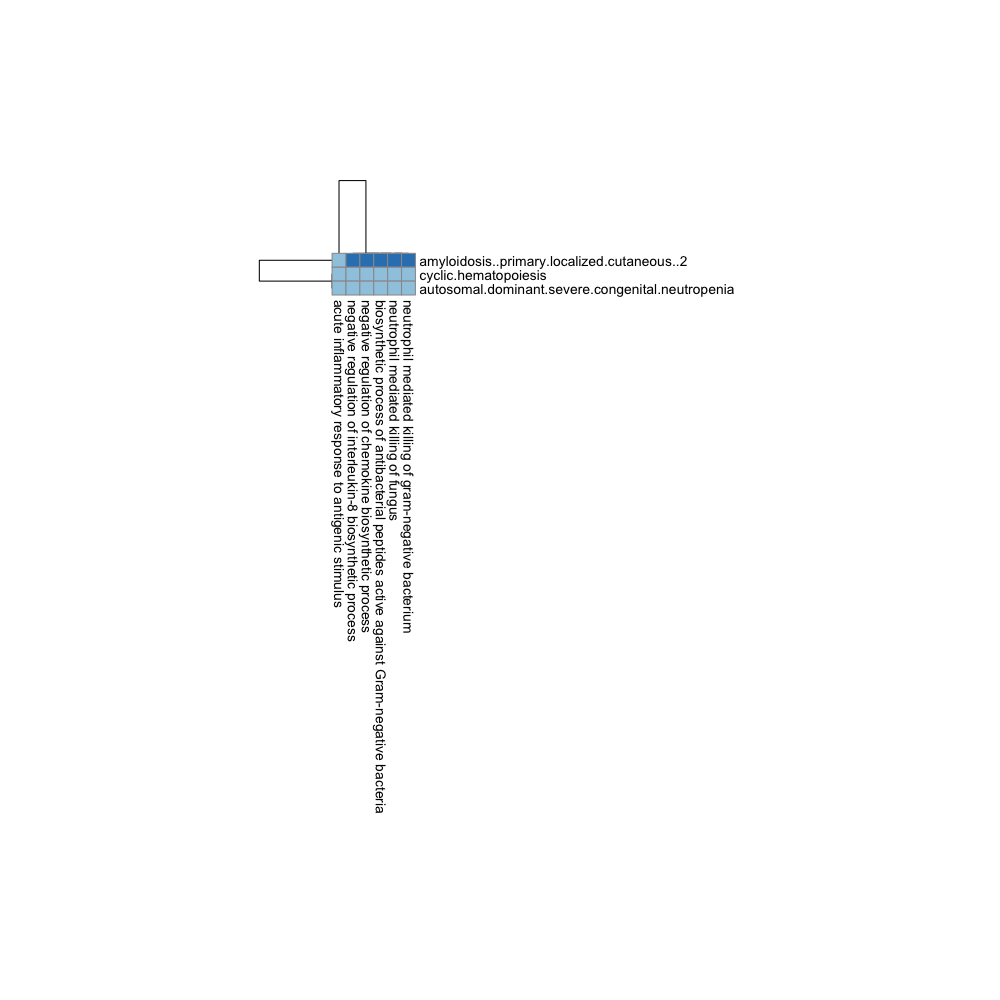 amyloidosis..primary.localized.cutaneous..2
cyclic.hematopoiesis
autosomal.dominant.severe.congenital.neutropenia
acute inflammatory response to antigenic stimulus
negative regulation of interleukin-8 biosynthetic process
negative regulation of chemokine biosynthetic process
biosynthetic process of antibacterial peptides active against Gram-negative bacteria
neutrophil mediated killing of fungus
neutrophil mediated killing of gram-negative bacterium